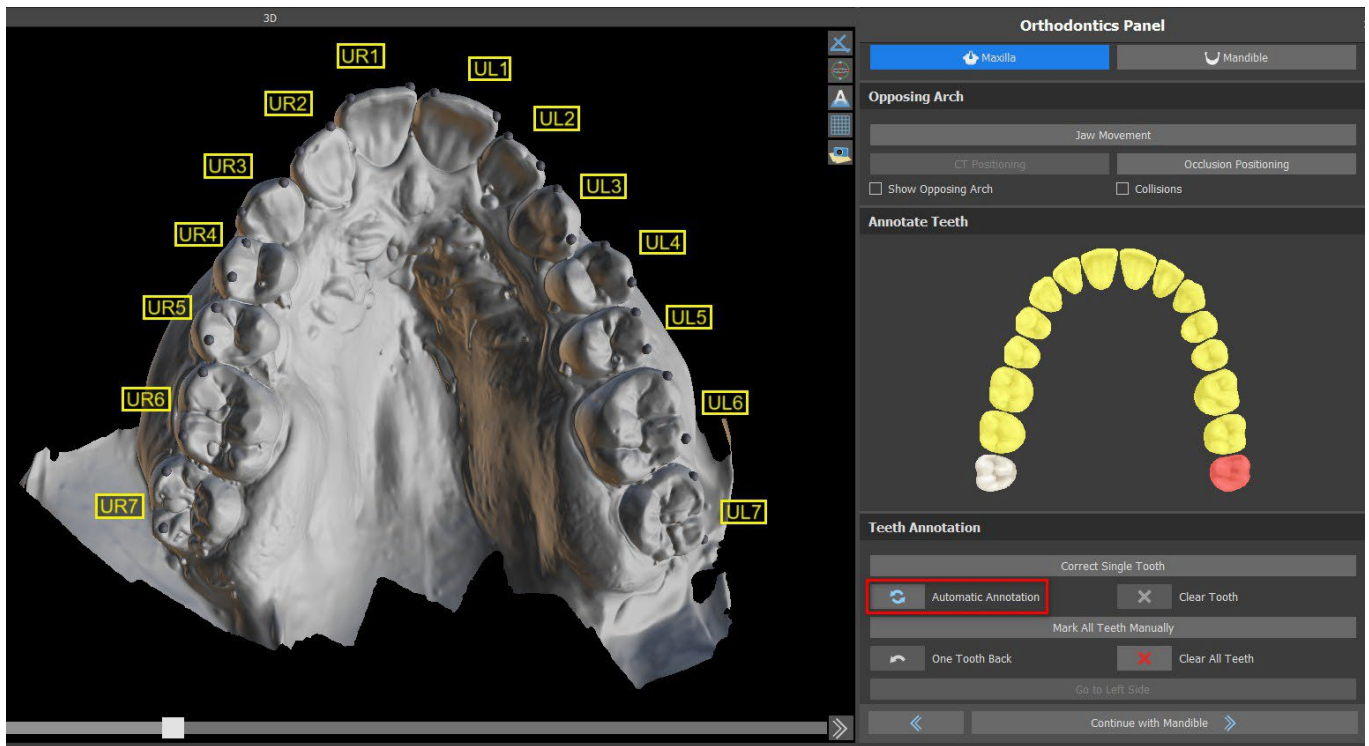 3D
UR1
UL1
UR2
UL2
UR3
UL3
UR4
UL4
UR5
UL5
UR6
UL6
UR7
UL7
Orthodontics Panel
Maxilla
Mandible
Opposing Arch
Jaw Movement
CT Positioning
Occlusion Positioning
Show Opposing Arch
Collisions
Annotate Teeth
Teeth Annotation
Correct Single Tooth
Automatic Annotation
Clear Tooth
Mark All Teeth Manually
One Tooth Back
Clear All Teeth
Go to Left Side
Continue with Mandible